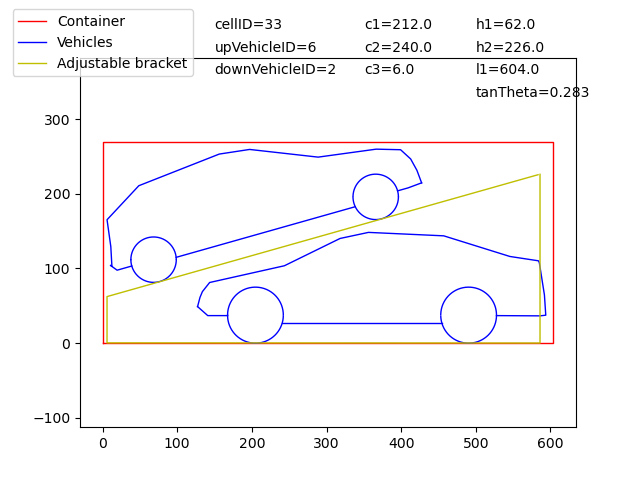 Container
Vehicles
Adjustable bracket
cellID=33 c1=212.0 h1=62.0
upVehicleID=6 c2=240.0 h2=226.0
downVehicleID=2 c3=6.0 l1=604.0
tanTheta=0.283
300
200
100
0
−100
0 100 200 300 400 500 600